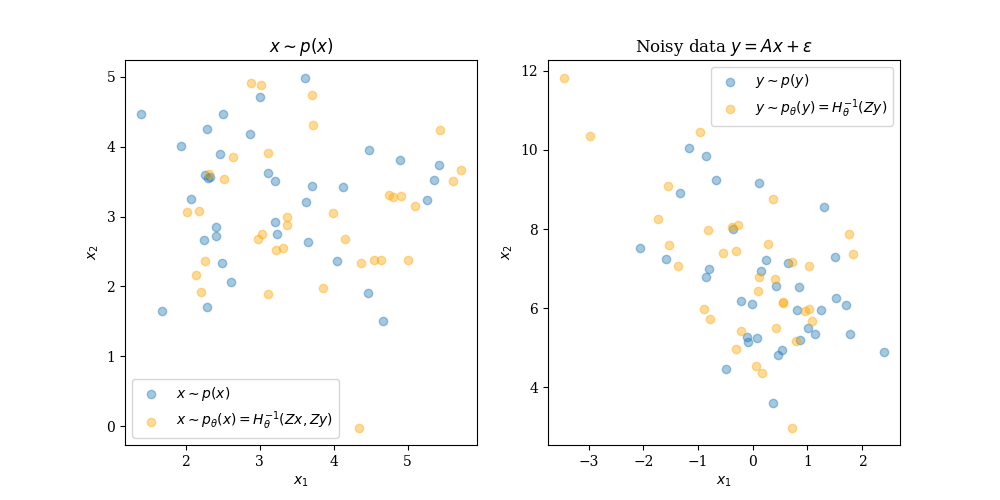 x ∼ p(x)
5
4
3
2
1
0
x₂
x ∼ p(x)
x ∼ p_θ(x) = H_θ^{-1}(Zx, Zy)
2
3
4
5
x₁
Noisy data y = Ax + ε
12
10
8
6
4
x₂
y ∼ p(y)
y ∼ p_θ(y) = H_θ^{-1}(Zy)
−3
−2
−1
0
1
2
x₁